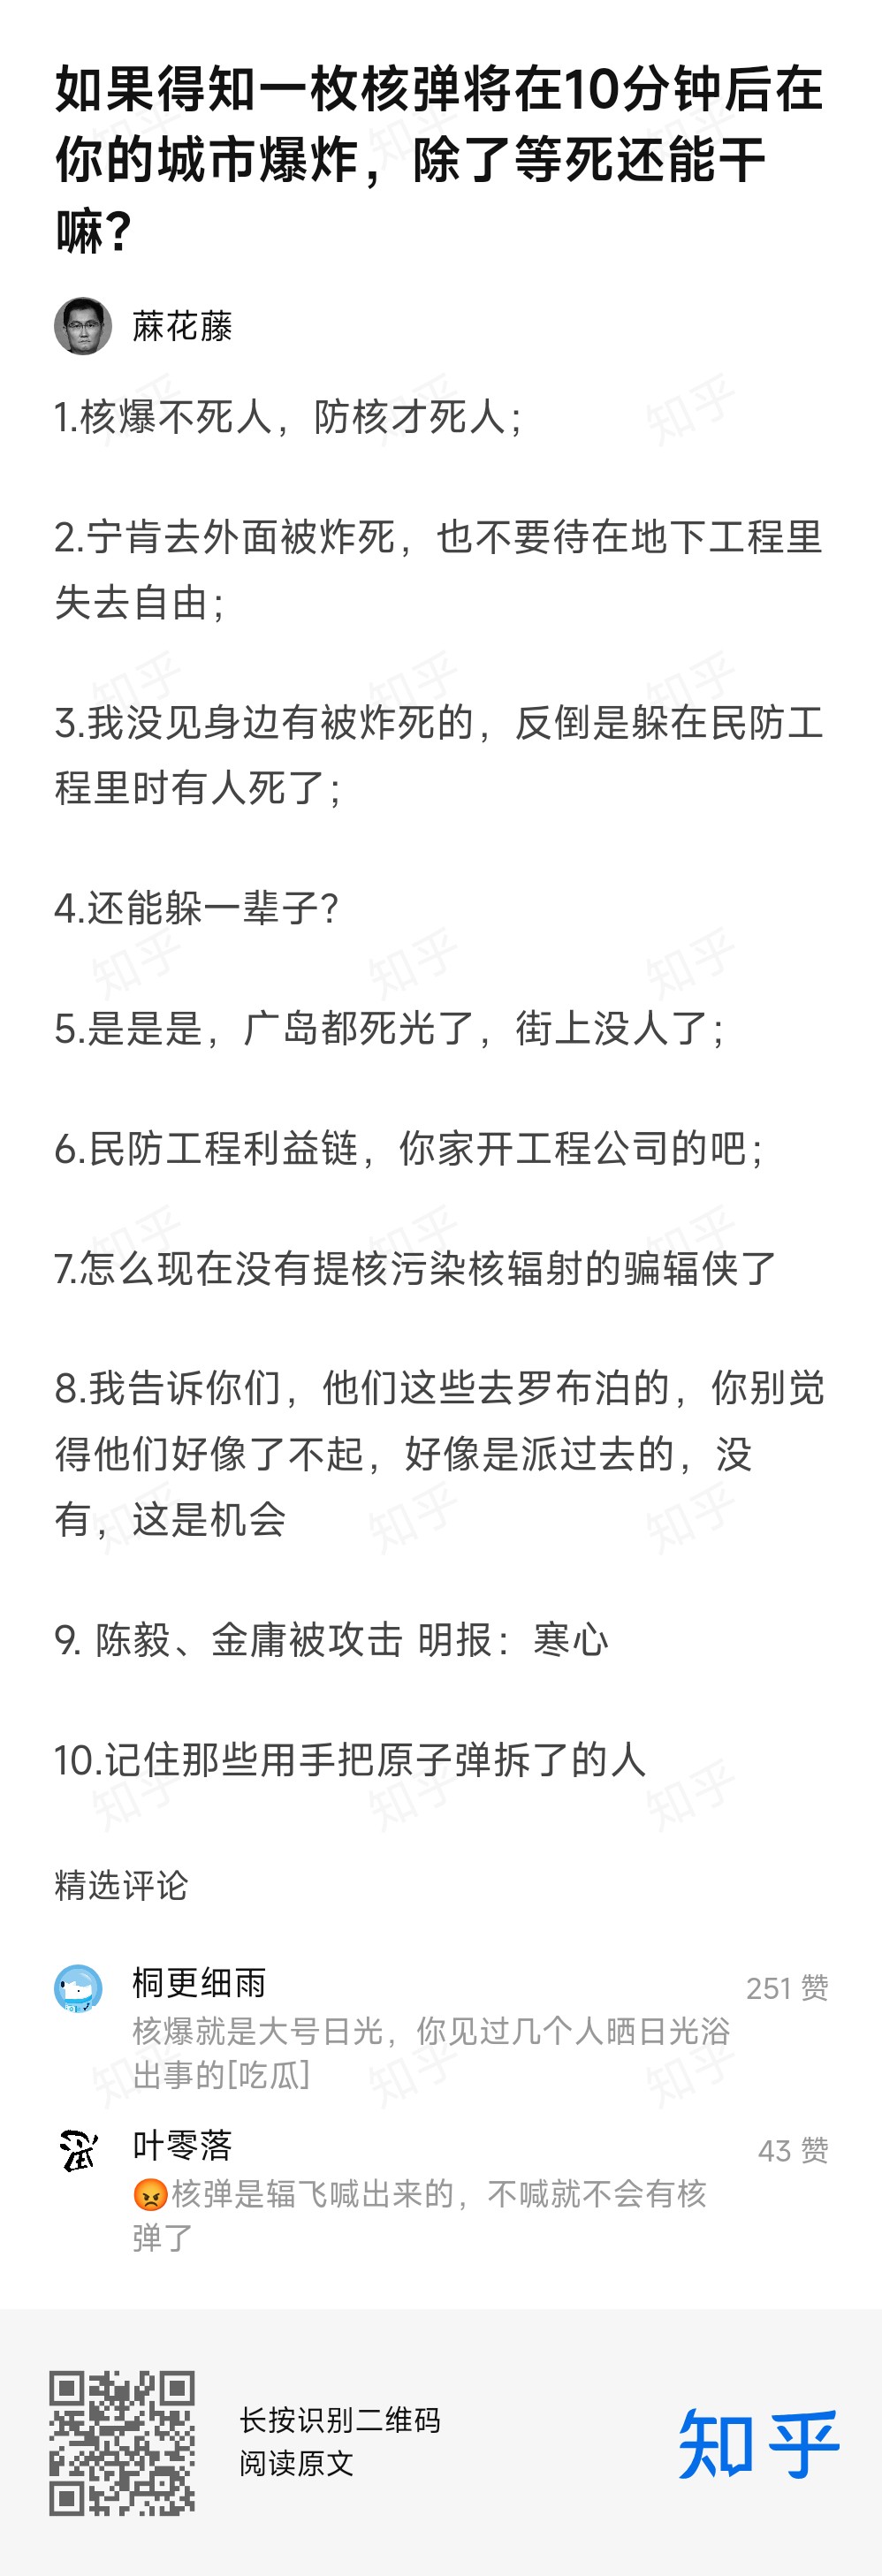 如果得知一枚核弹将在10分钟后在
你的城市爆炸，除了等死还能干
嘛？
蔴花藤
1.核爆不死人，防核才死人；
2.宁肯去外面被炸死，也不要待在地下工程里
失去自由；
3.我没见身边有被炸死的，反倒是躲在民防工
程里时有人死了；
4.还能躲一辈子？
5.是是是，广岛都死光了，街上没人了；
6.民防工程利益链，你家开工程公司的吧；
7.怎么现在没有提核污染核辐射的骗辐侠了
8.我告诉你们，他们这些去罗布泊的，你别觉
得他们好像了不起，好像是派过去的，没
有，这是机会
9. 陈毅、金庸被攻击 明报：寒心
10.记住那些用手把原子弹拆了的人
精选评论
桐更细雨
251 赞
核爆就是大号日光，你见过几个人晒日光浴
出事的[吃瓜]
叶零落
43 赞
😡核弹是辐飞喊出来的，不喊就不会有核
弹了
长按识别二维码
阅读原文
知乎